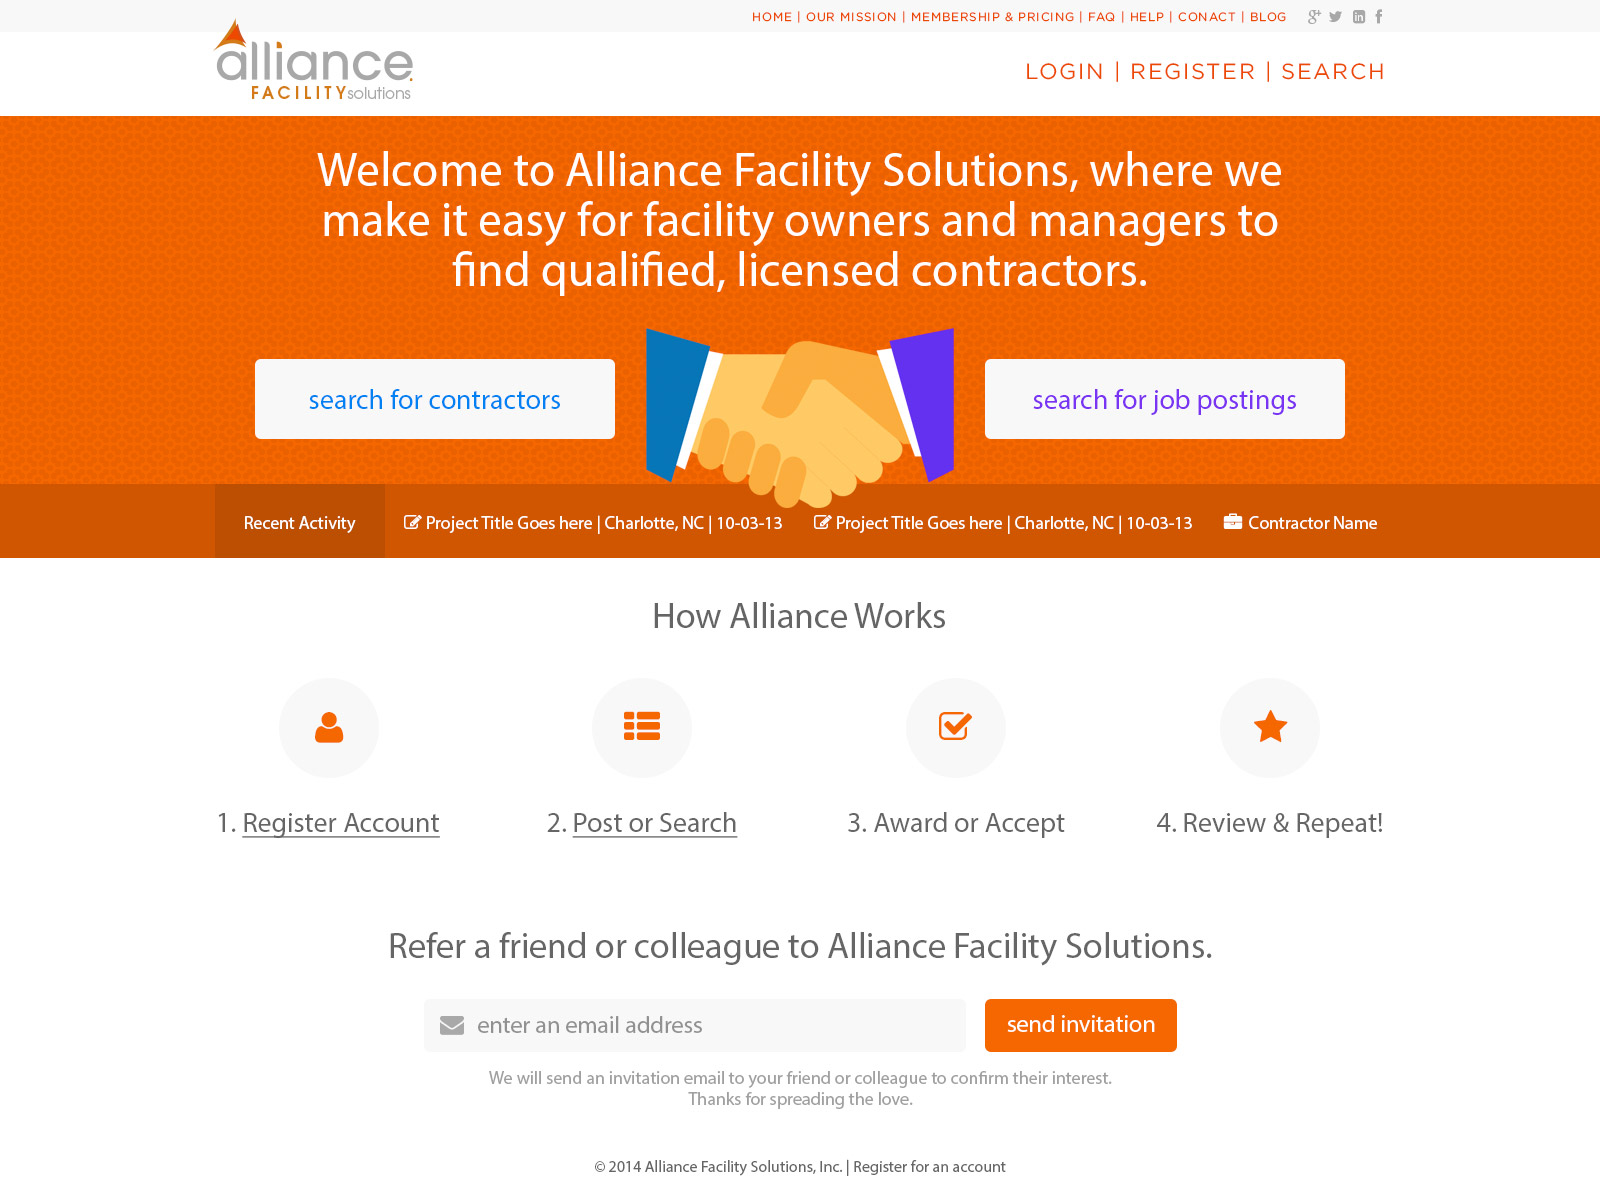 HOME | OUR MISSION | MEMBERSHIP & PRICING | FAQ | HELP | CONTACT | BLOG
alliance
FACILITY solutions
LOGIN | REGISTER | SEARCH
Welcome to Alliance Facility Solutions, where we
make it easy for facility owners and managers to
find qualified, licensed contractors.
search for contractors
search for job postings
Recent Activity
Project Title Goes here | Charlotte, NC | 10-03-13
Project Title Goes here | Charlotte, NC | 10-03-13
Contractor Name
How Alliance Works
1. Register Account
2. Post or Search
3. Award or Accept
4. Review & Repeat!
Refer a friend or colleague to Alliance Facility Solutions.
enter an email address
send invitation
We will send an invitation email to your friend or colleague to confirm their interest.
Thanks for spreading the love.
© 2014 Alliance Facility Solutions, Inc. | Register for an account